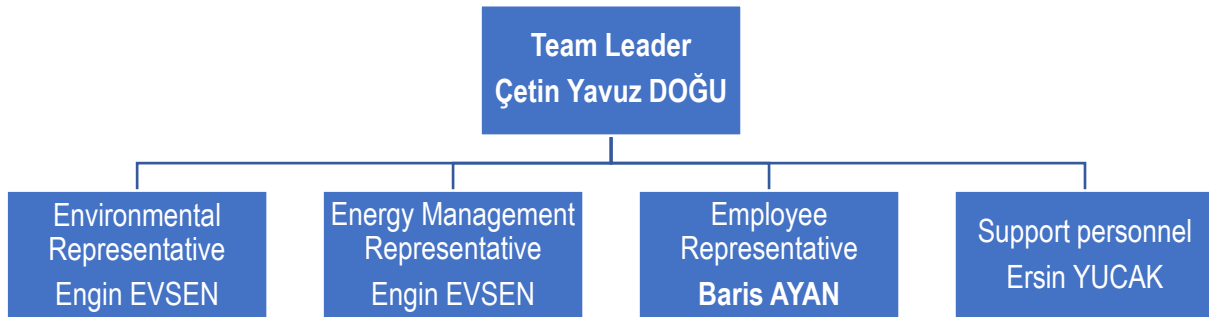 Team Leader
Çetin Yavuz DOĞU
Environmental
Representative
Engin EVSEN
Energy Management
Representative
Engin EVSEN
Employee
Representative
Baris AYAN
Support personnel
Ersin YUCAK